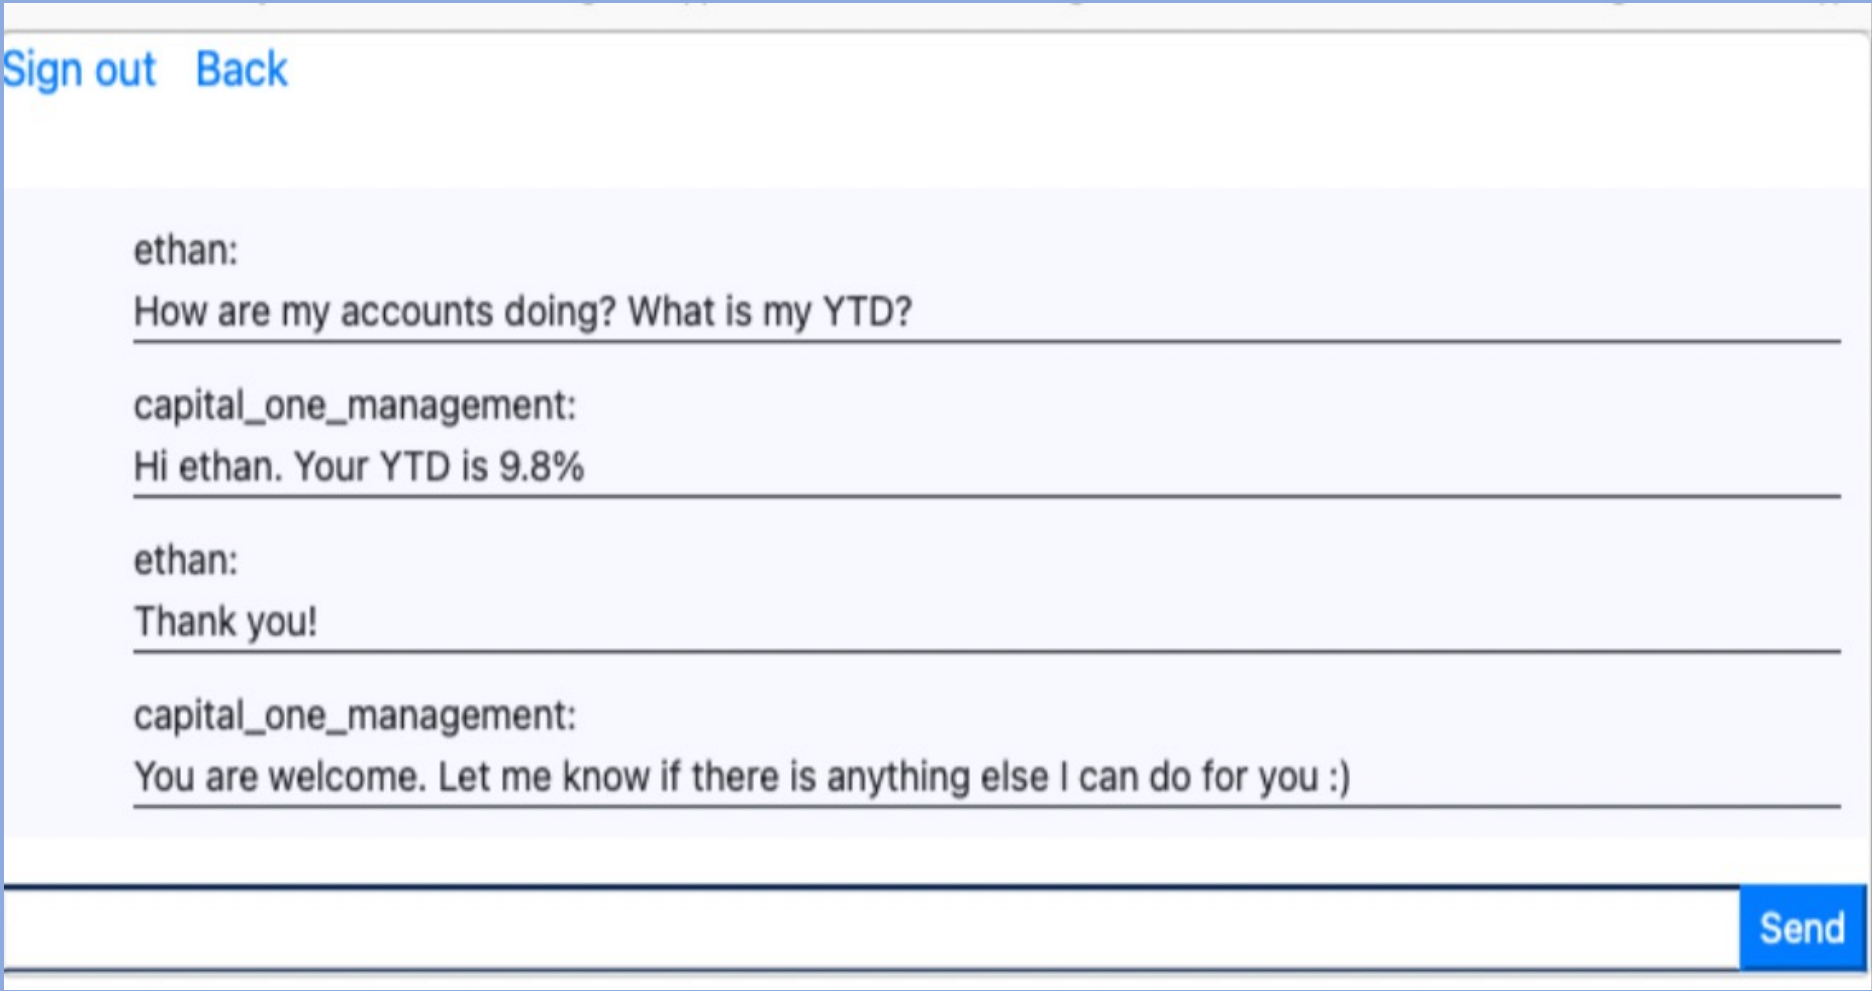 Sign out Back
ethan:
How are my accounts doing? What is my YTD?
capital_one_management:
Hi ethan. Your YTD is 9.8%
ethan:
Thank you!
capital_one_management:
You are welcome. Let me know if there is anything else I can do for you :)
Send